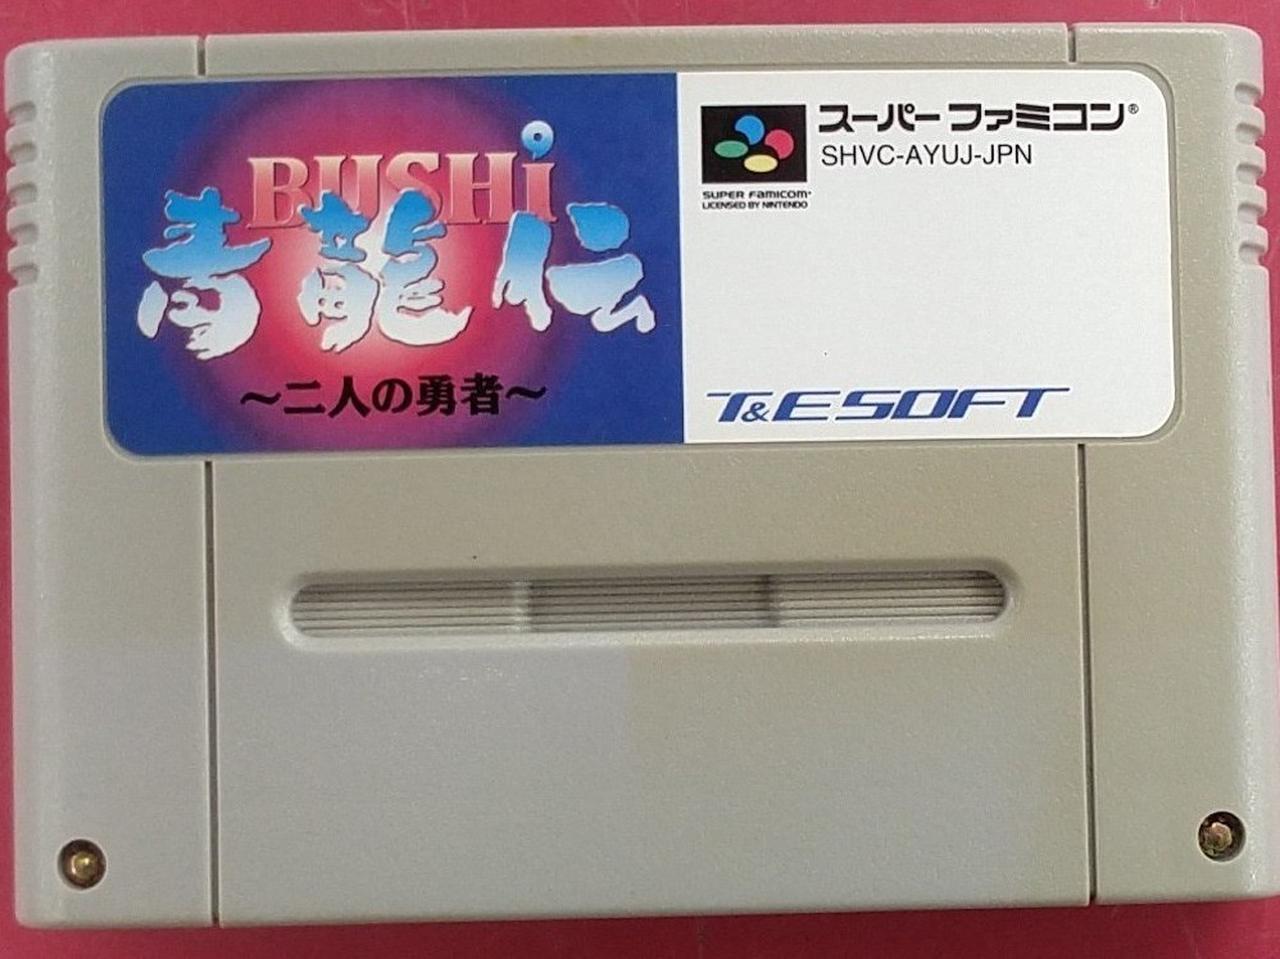 BUSHi
青龍伝
～二人の勇者～
スーパーファミコン®
SHVC-AYUJ-JPN
SUPER FAMICOM
LICENSED BY NINTENDO
T&E SOFT